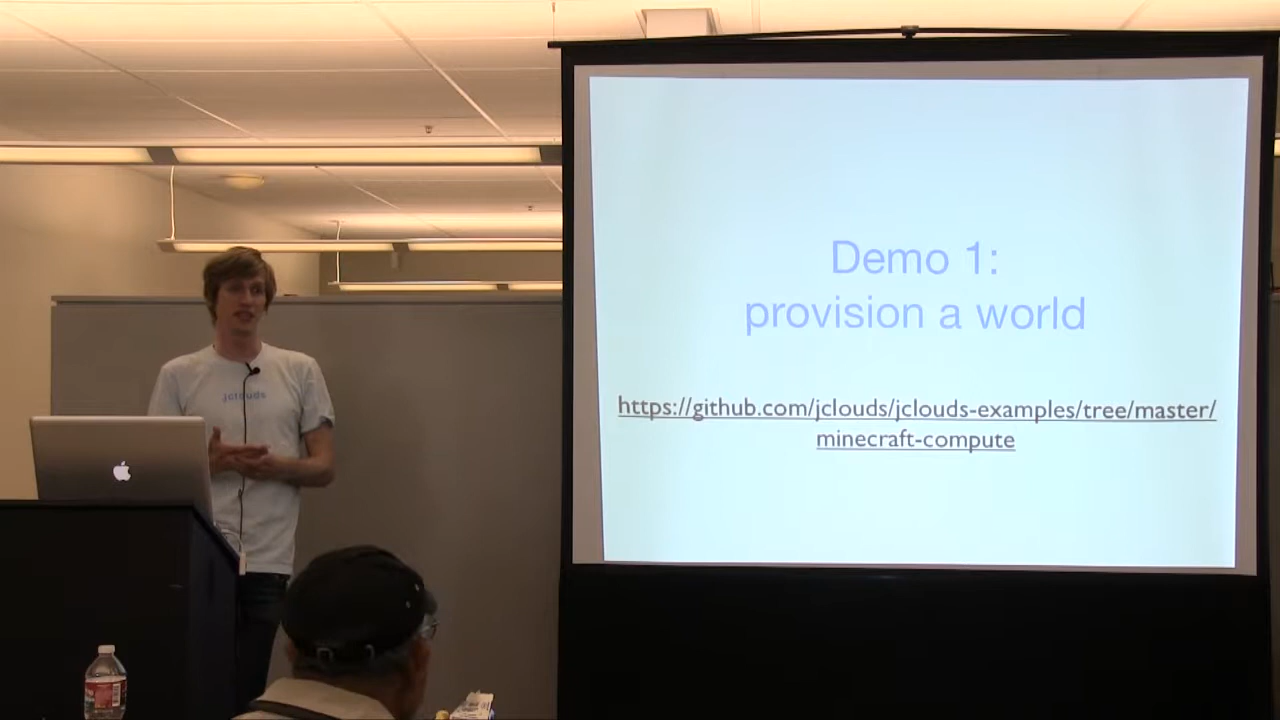 Demo 1:
provision a world
https://github.com/jclouds/jclouds-examples/tree/master/
minecraft-compute
jclouds